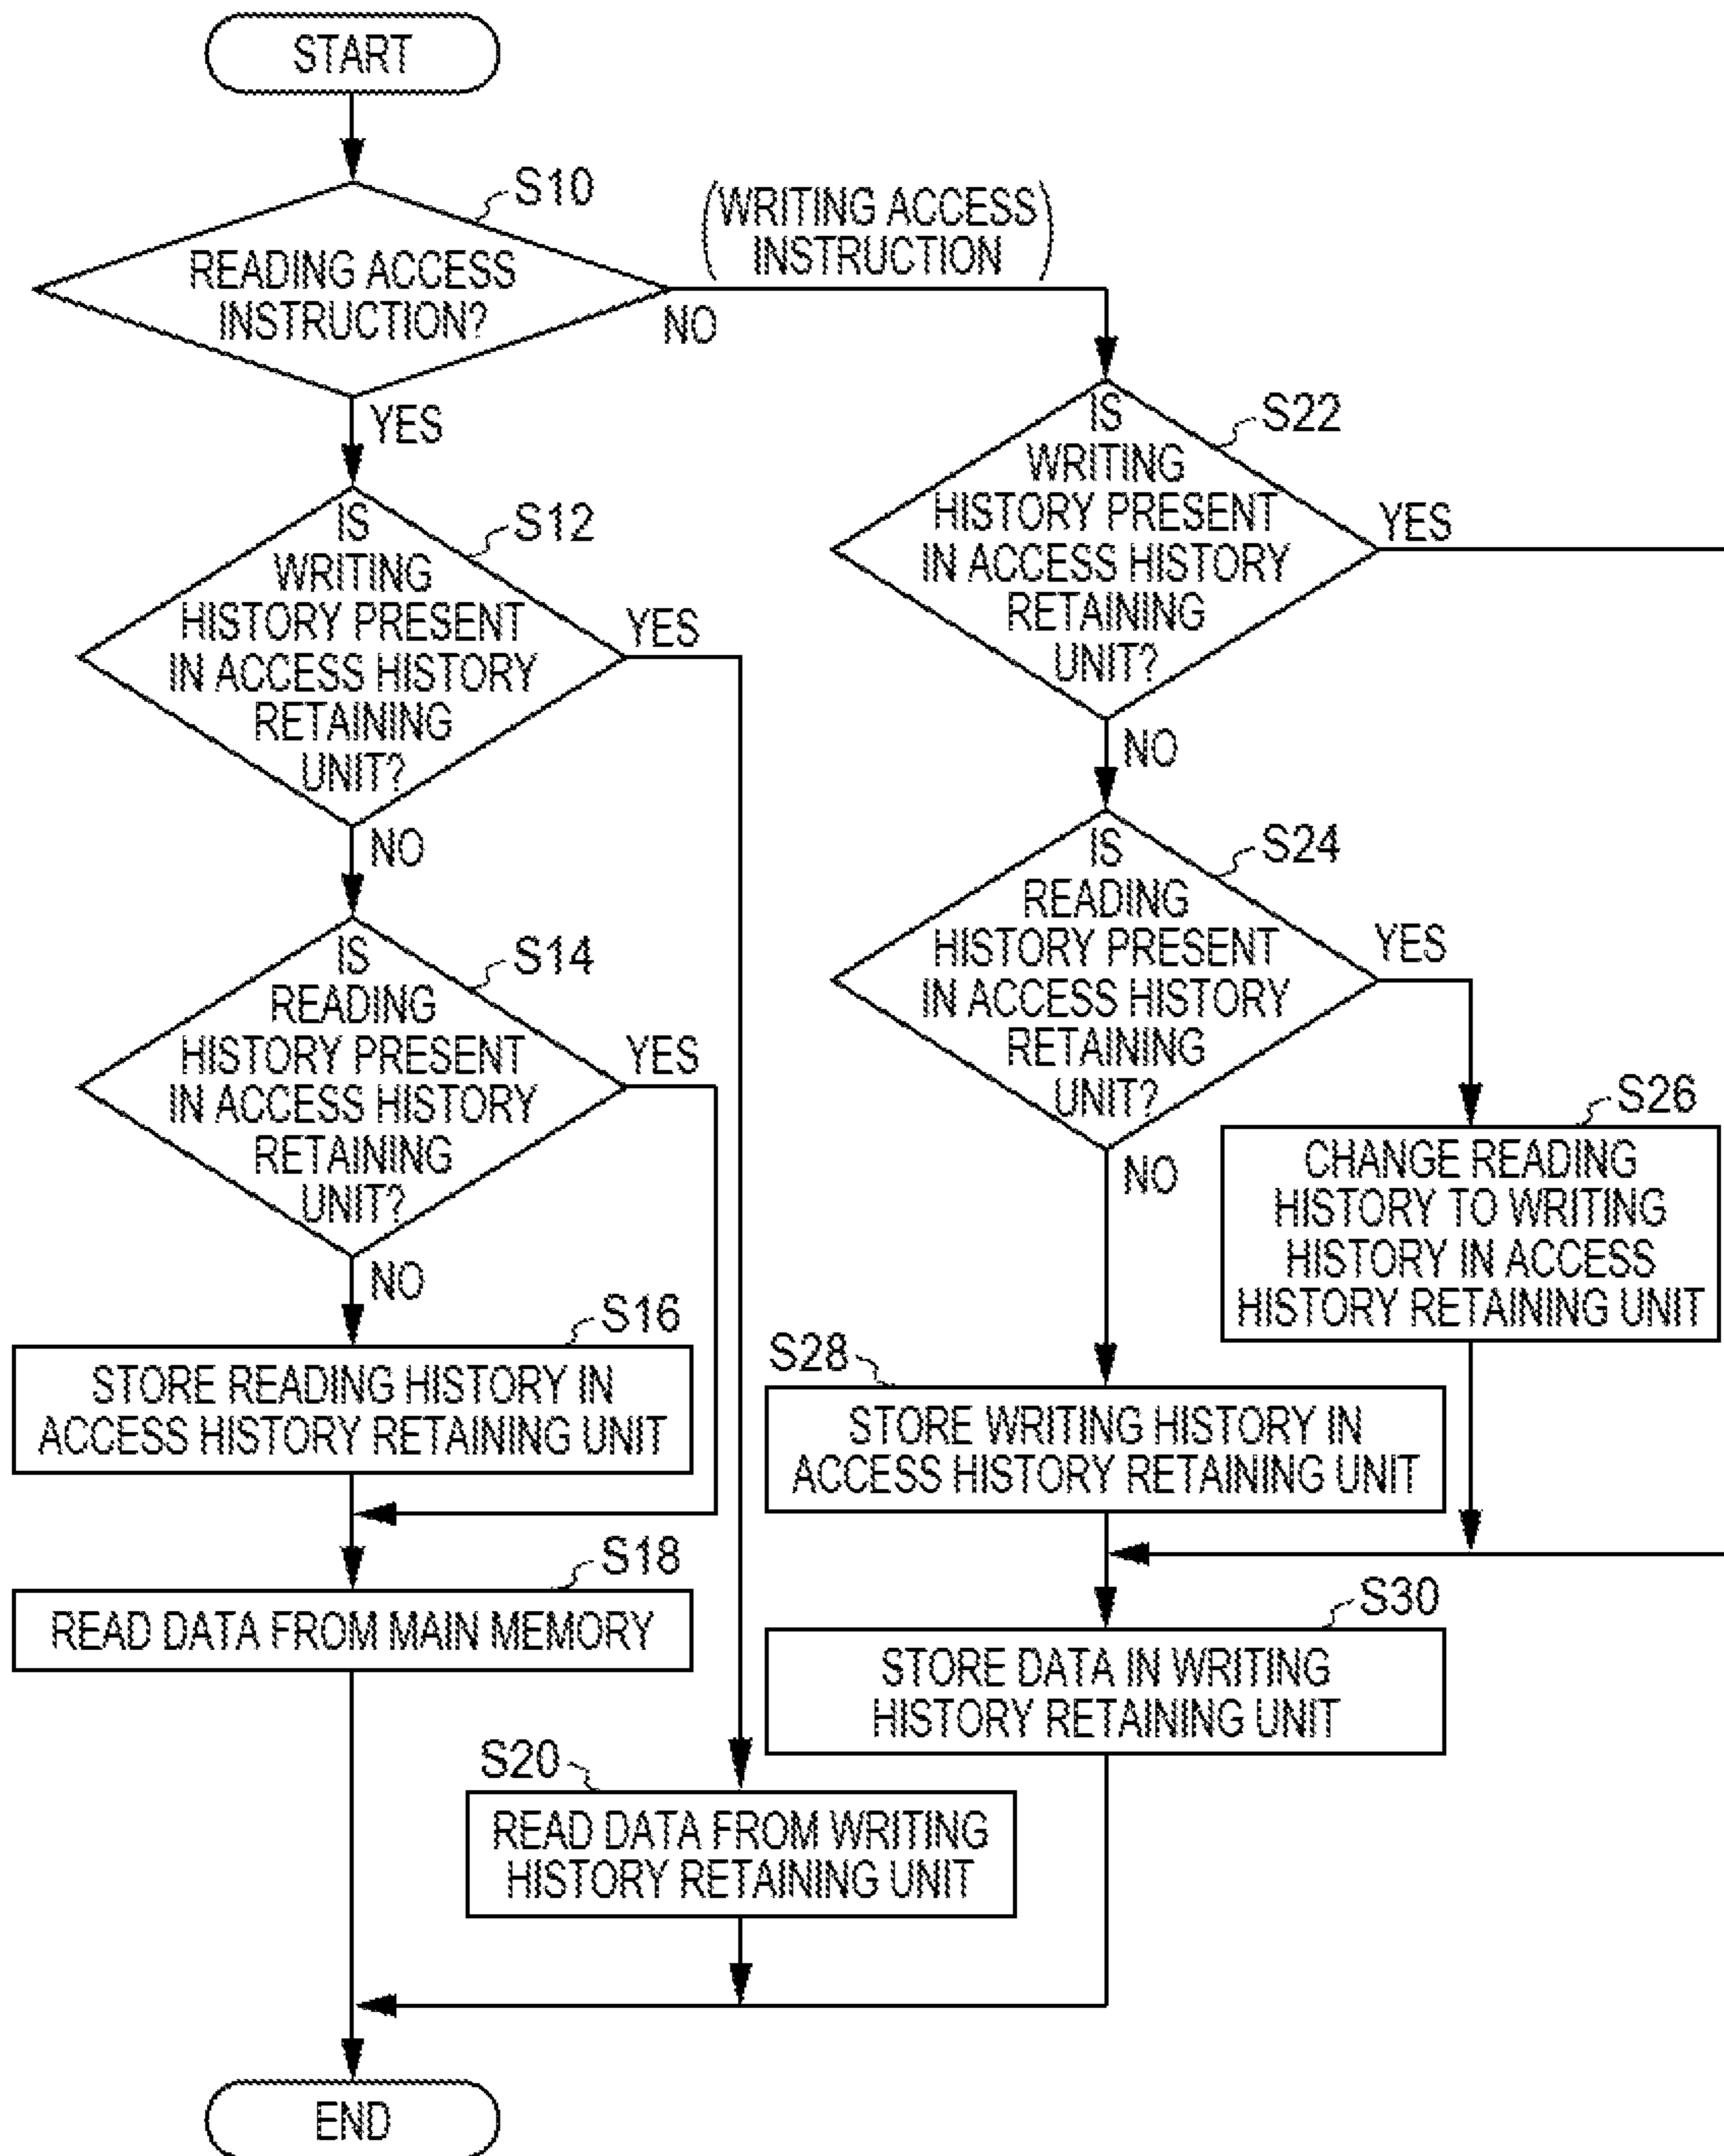 START
S10
READING ACCESS
INSTRUCTION?
(WRITING ACCESS
INSTRUCTION)
NO
YES
S12
IS
WRITING
HISTORY PRESENT
IN ACCESS HISTORY
RETAINING
UNIT?
YES
NO
S14
IS
READING
HISTORY PRESENT
IN ACCESS HISTORY
RETAINING
UNIT?
YES
NO
S16
STORE READING HISTORY IN
ACCESS HISTORY RETAINING UNIT
S18
READ DATA FROM MAIN MEMORY
S20
READ DATA FROM WRITING
HISTORY RETAINING UNIT
S22
IS
WRITING
HISTORY PRESENT
IN ACCESS HISTORY
RETAINING
UNIT?
YES
NO
S24
IS
READING
HISTORY PRESENT
IN ACCESS HISTORY
RETAINING
UNIT?
YES
NO
S26
CHANGE READING
HISTORY TO WRITING
HISTORY IN ACCESS
HISTORY RETAINING UNIT
S28
STORE WRITING HISTORY IN
ACCESS HISTORY RETAINING UNIT
S30
STORE DATA IN WRITING
HISTORY RETAINING UNIT
END